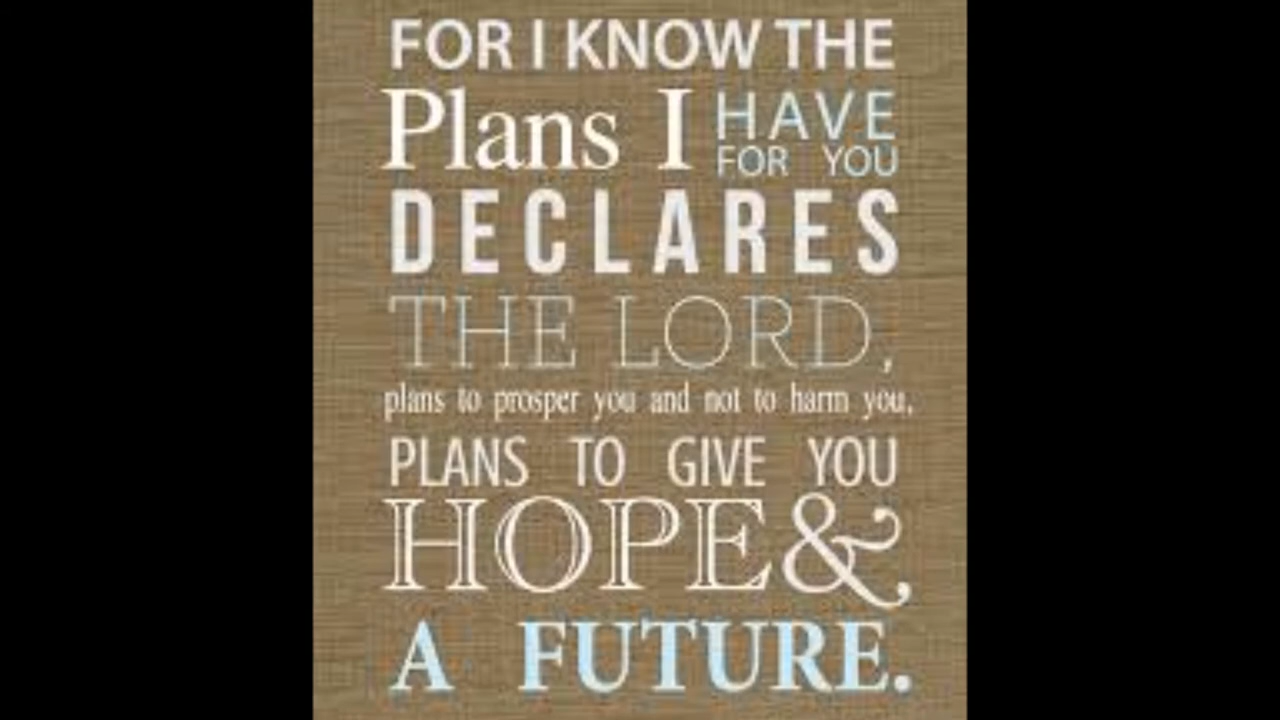 FOR I KNOW THE
Plans I HAVE
FOR YOU
DECLARES
THE LORD,
plans to prosper you and not to harm you,
PLANS TO GIVE YOU
HOPE&
A FUTURE.